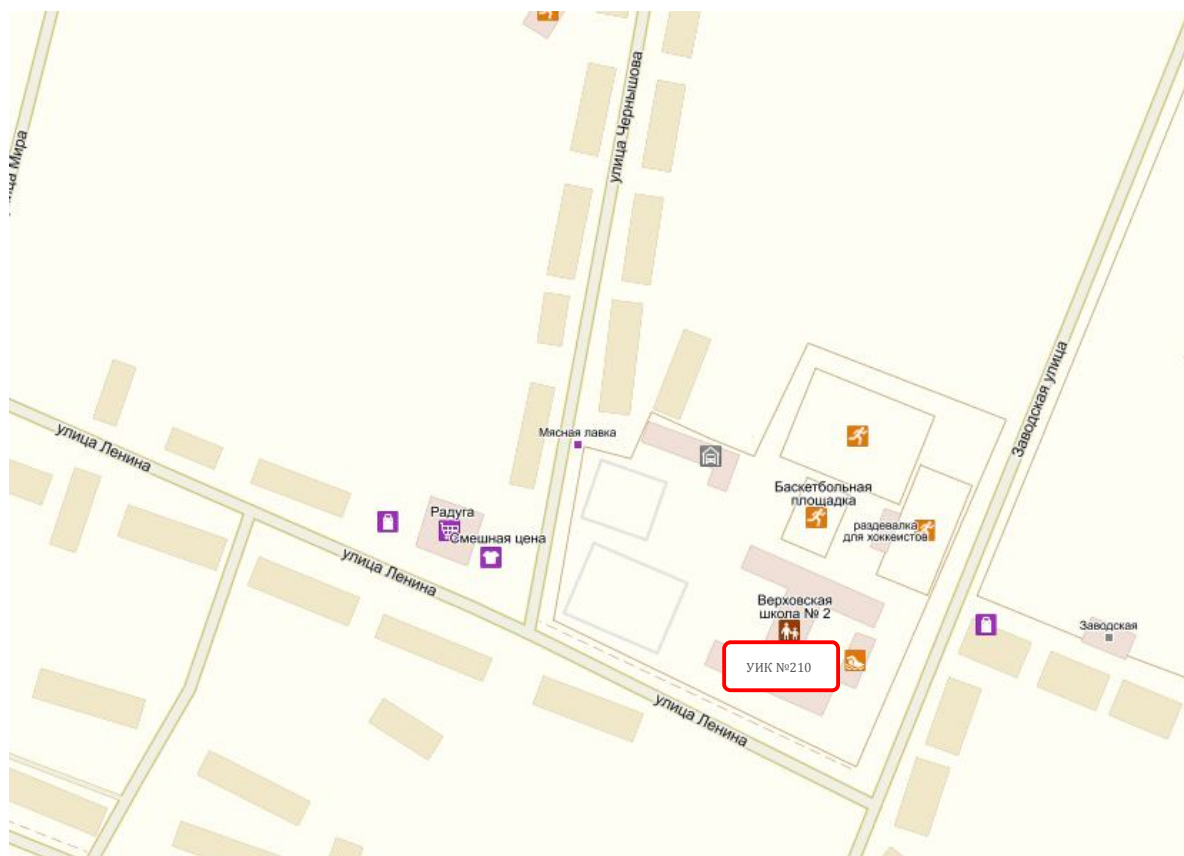 улица Чернышова
улица Мира
Заводская улица
Мясная лавка
улица Ленина
Радуга
Смешная цена
Баскетбольная
площадка
раздевалка
для хоккеистов
улица Ленина
Верховская
школа № 2
Заводская
УИК №210
улица Ленина